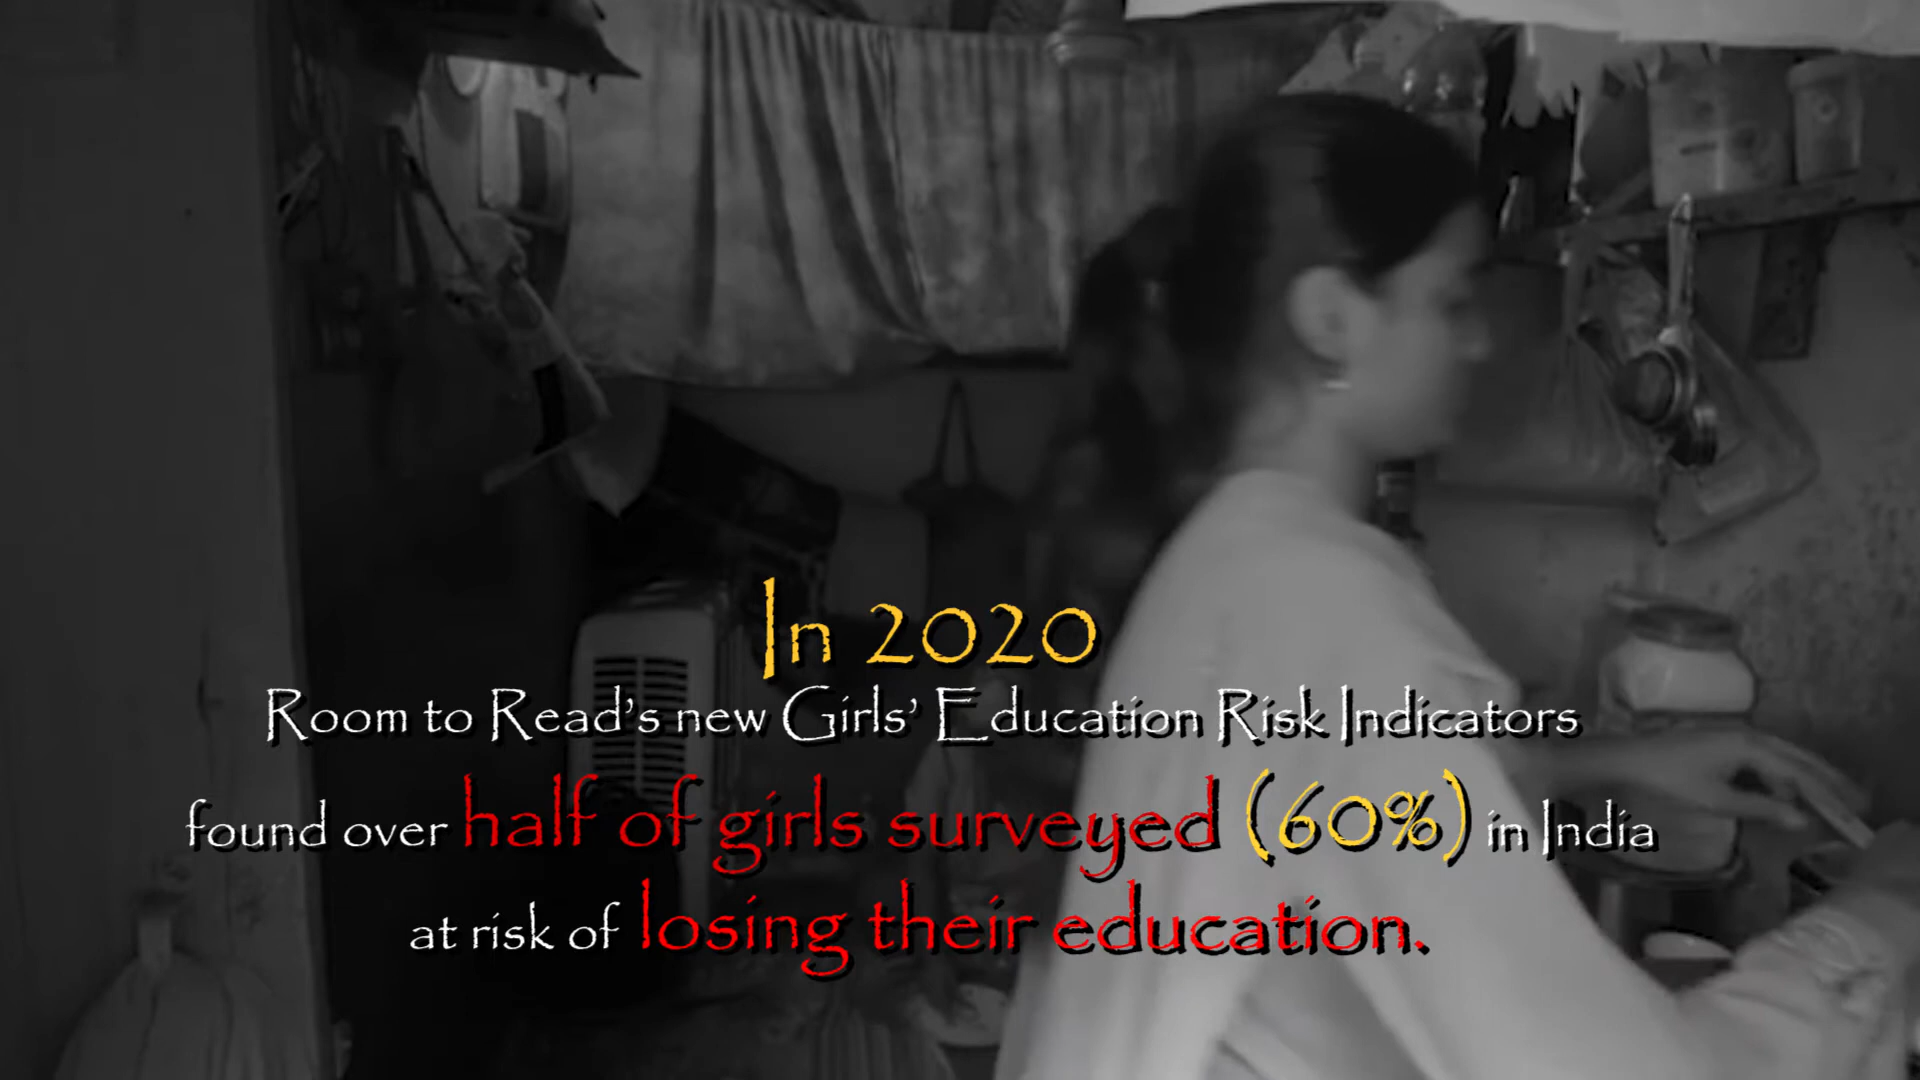 In 2020
Room to Read’s new Girls’ Education Risk Indicators
found over half of girls surveyed (60%) in India
at risk of losing their education.